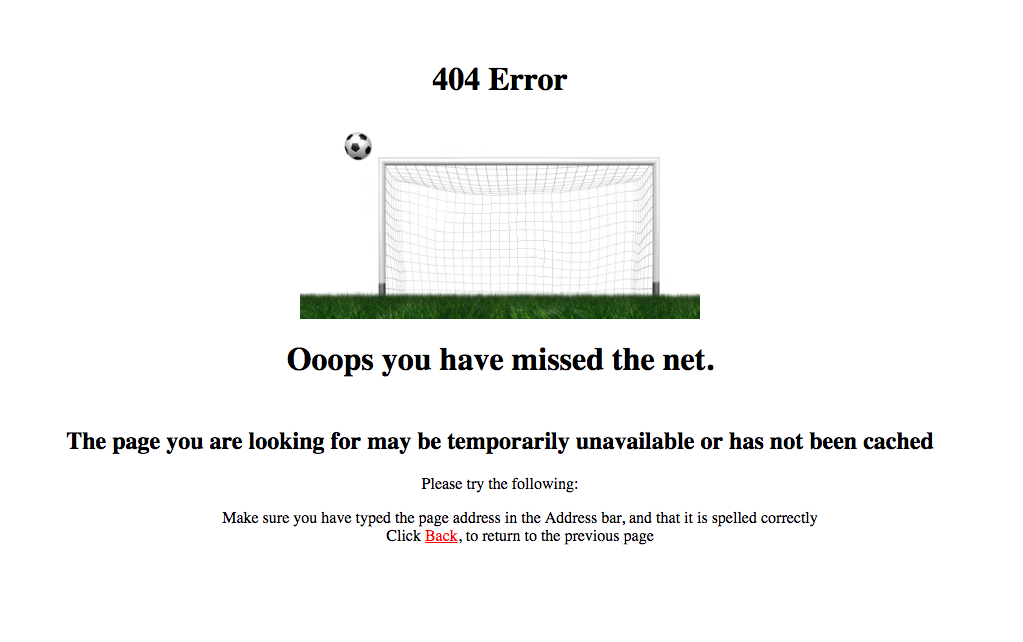 404 Error
Ooops you have missed the net.
The page you are looking for may be temporarily unavailable or has not been cached
Please try the following:
Make sure you have typed the page address in the Address bar, and that it is spelled correctly
Click Back, to return to the previous page